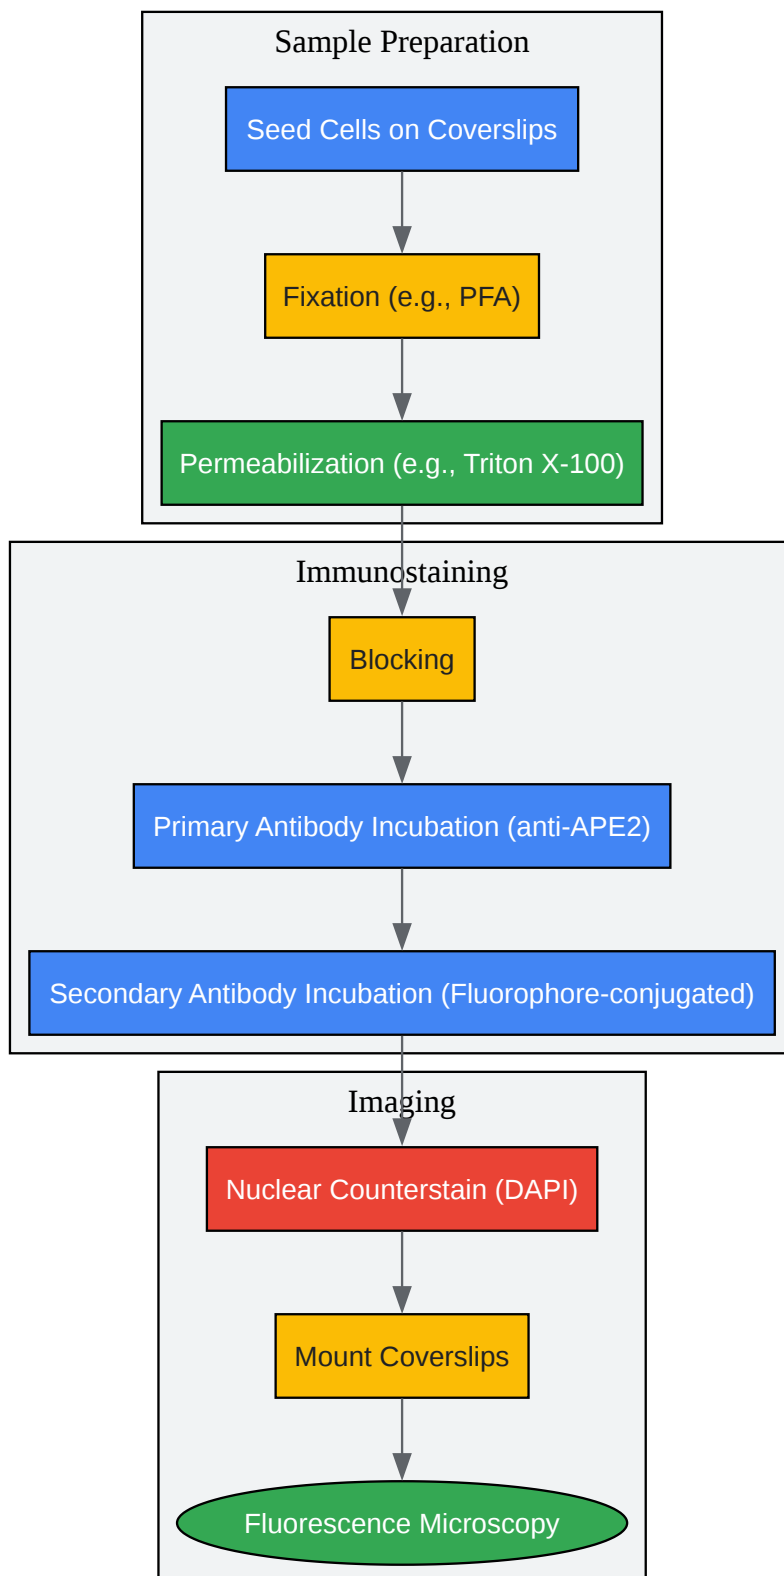 Sample Preparation
Seed Cells on Coverslips
Fixation (e.g., PFA)
Permeabilization (e.g., Triton X-100)
Immunostaining
Blocking
Primary Antibody Incubation (anti-APE2)
Secondary Antibody Incubation (Fluorophore-conjugated)
Imaging
Nuclear Counterstain (DAPI)
Mount Coverslips
Fluorescence Microscopy